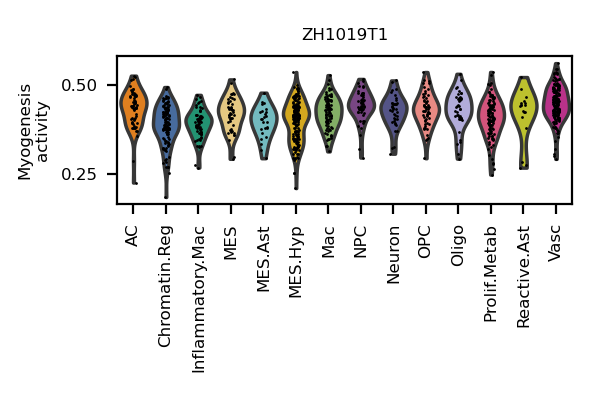 ZH1019T1
Myogenesis
activity
0.50
0.25
AC
Chromatin.Reg
Inflammatory.Mac
MES
MES.Ast
MES.Hyp
Mac
NPC
Neuron
OPC
Oligo
Prolif.Metab
Reactive.Ast
Vasc